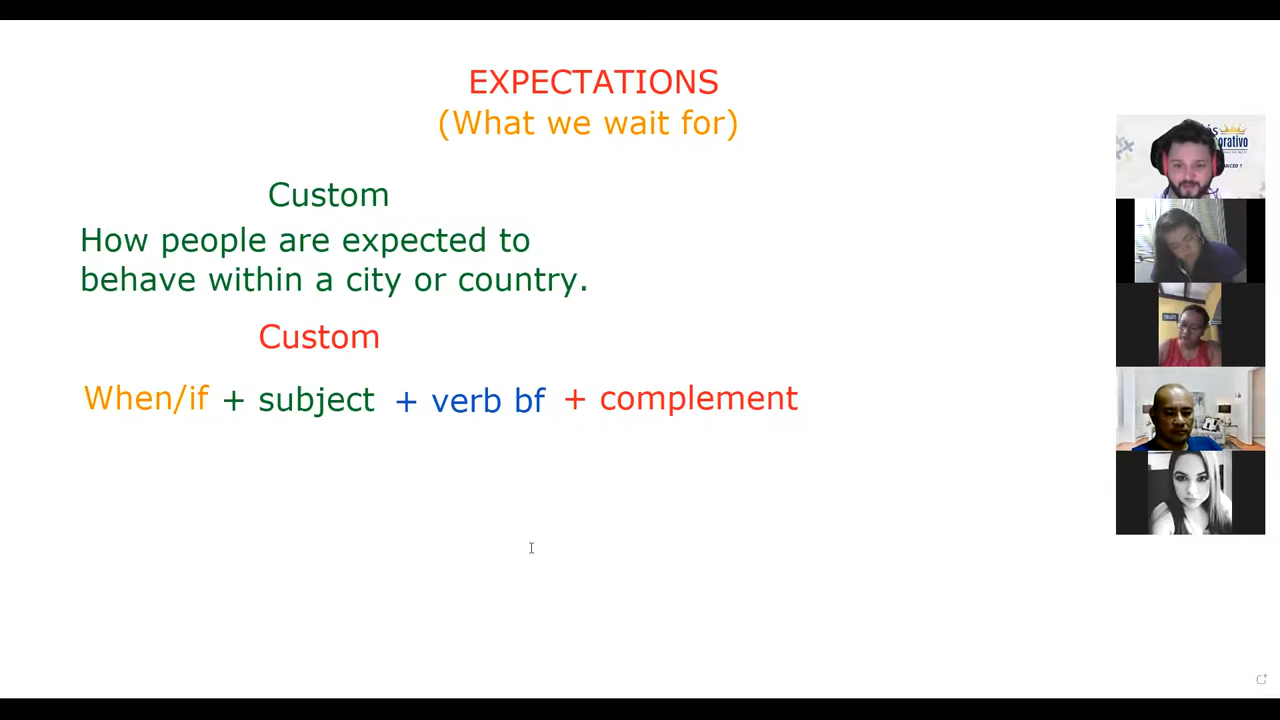 EXPECTATIONS
(What we wait for)
Custom
How people are expected to
behave within a city or country.
Custom
When/if + subject + verb bf + complement